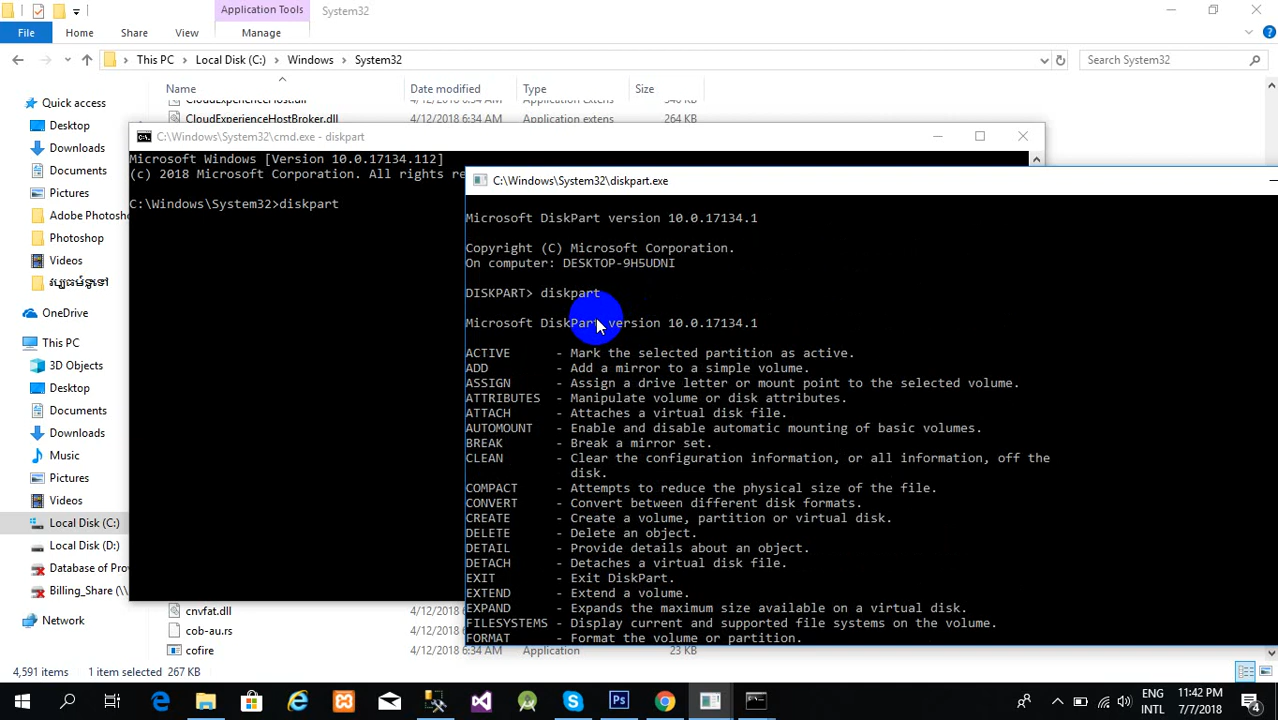 Application Tools
System32
File
Home
Share
View
Manage
This PC
Local Disk (C:)
Windows
System32
Search System32
Name
Date modified
Type
Size
Quick access
Desktop
Downloads
Documents
Pictures
Adobe Photosh
Photoshop
Videos
OneDrive
This PC
3D Objects
Desktop
Documents
Downloads
Music
Pictures
Videos
Local Disk (C:)
Local Disk (D:)
Database of Pro
Billing_Share (\\
Network
CloudExperienceHost.dll
4/12/2018 6:34 AM
Application extens
CloudExperienceHostBroker.dll
4/12/2018 6:34 AM
Application extens
264 KB
C:\Windows\System32\cmd.exe - diskpart
Microsoft Windows [Version 10.0.17134.112]
(c) 2018 Microsoft Corporation. All rights re
C:\Windows\System32>diskpart
C:\Windows\System32\diskpart.exe
Microsoft DiskPart version 10.0.17134.1
Copyright (C) Microsoft Corporation.
On computer: DESKTOP-9H5UDNI
DISKPART> diskpart
Microsoft DiskPart version 10.0.17134.1
ACTIVE - Mark the selected partition as active.
ADD - Add a mirror to a simple volume.
ASSIGN - Assign a drive letter or mount point to the selected volume.
ATTRIBUTES - Manipulate volume or disk attributes.
ATTACH - Attaches a virtual disk file.
AUTOMOUNT - Enable and disable automatic mounting of basic volumes.
BREAK - Break a mirror set.
CLEAN - Clear the configuration information, or all information, off the
disk.
COMPACT - Attempts to reduce the physical size of the file.
CONVERT - Convert between different disk formats.
CREATE - Create a volume, partition or virtual disk.
DELETE - Delete an object.
DETAIL - Provide details about an object.
DETACH - Detaches a virtual disk file.
EXIT - Exit DiskPart.
EXTEND - Extend a volume.
EXPAND - Expands the maximum size available on a virtual disk.
FILESYSTEMS - Display current and supported file systems on the volume.
FORMAT - Format the volume or partition.
cnvfat.dll
cob-au.rs
cofire
4/12/2018 6:34 AM
Application
23 KB
4,591 items
1 item selected 267 KB
ENG
INTL
11:42 PM
7/7/2018
4